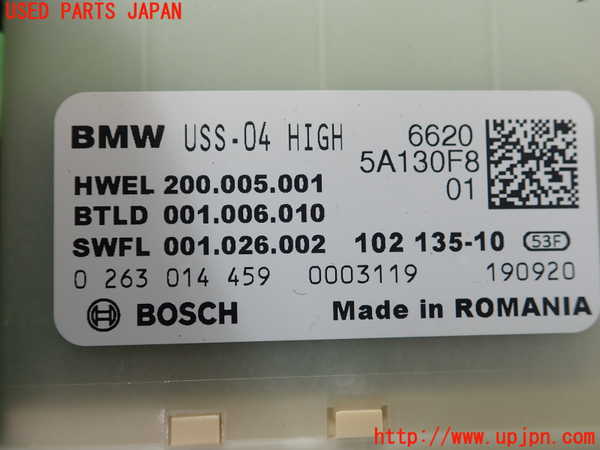 USED PARTS JAPAN
BMW USS-04 HIGH 6620
5A130F8
HWEL 200.005.001 01
BTLD 001.006.010
SWFL 001.026.002 102 135-10 53F
0 263 014 459 0003119 190920
BOSCH Made in ROMANIA
www.upjpn.com